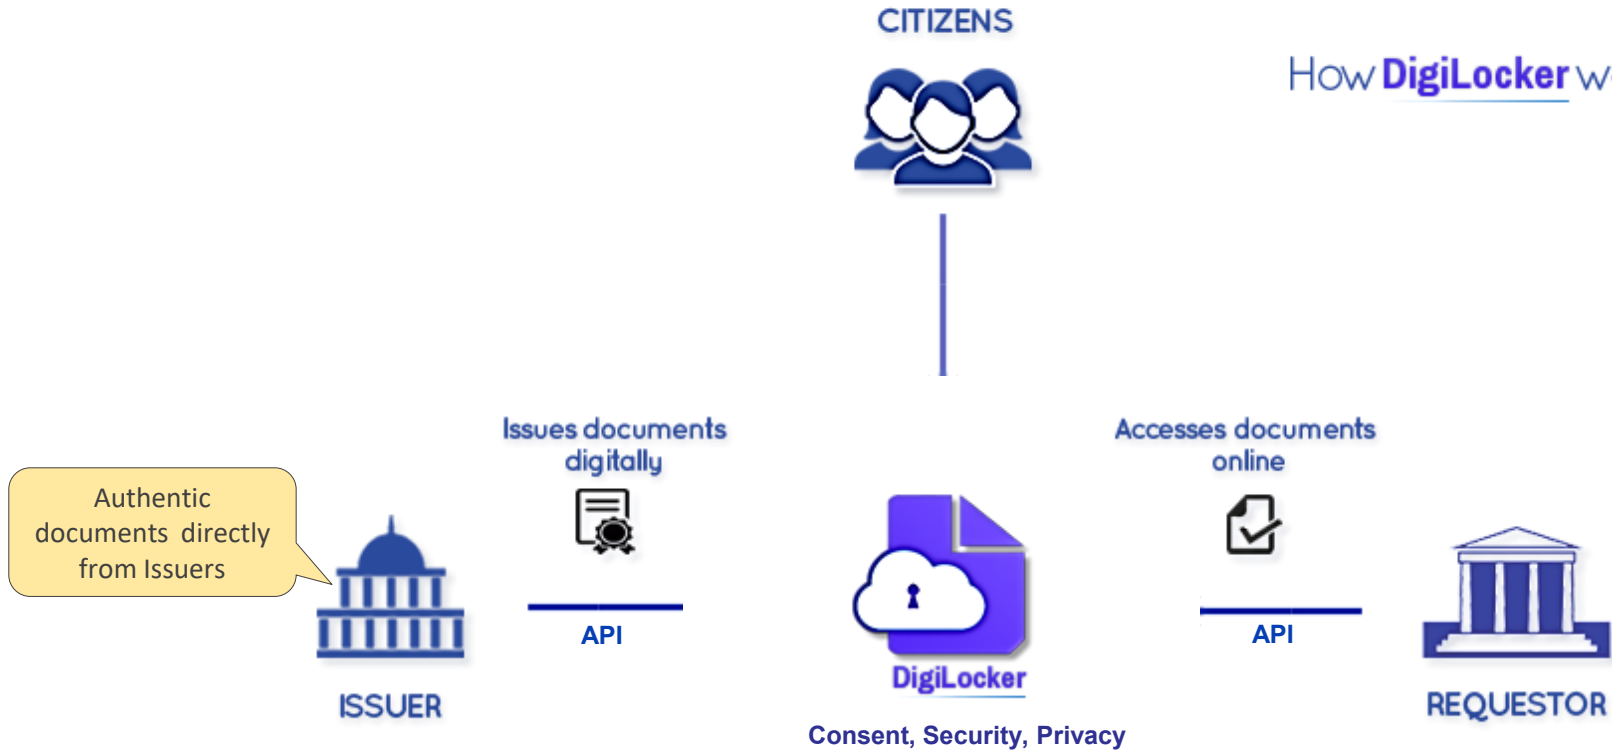 CITIZENS
How DigiLocker w
Issues documents
digitally
Accesses documents
online
Authentic
documents directly
from Issuers
API
API
DigiLocker
ISSUER
REQUESTOR
Consent, Security, Privacy